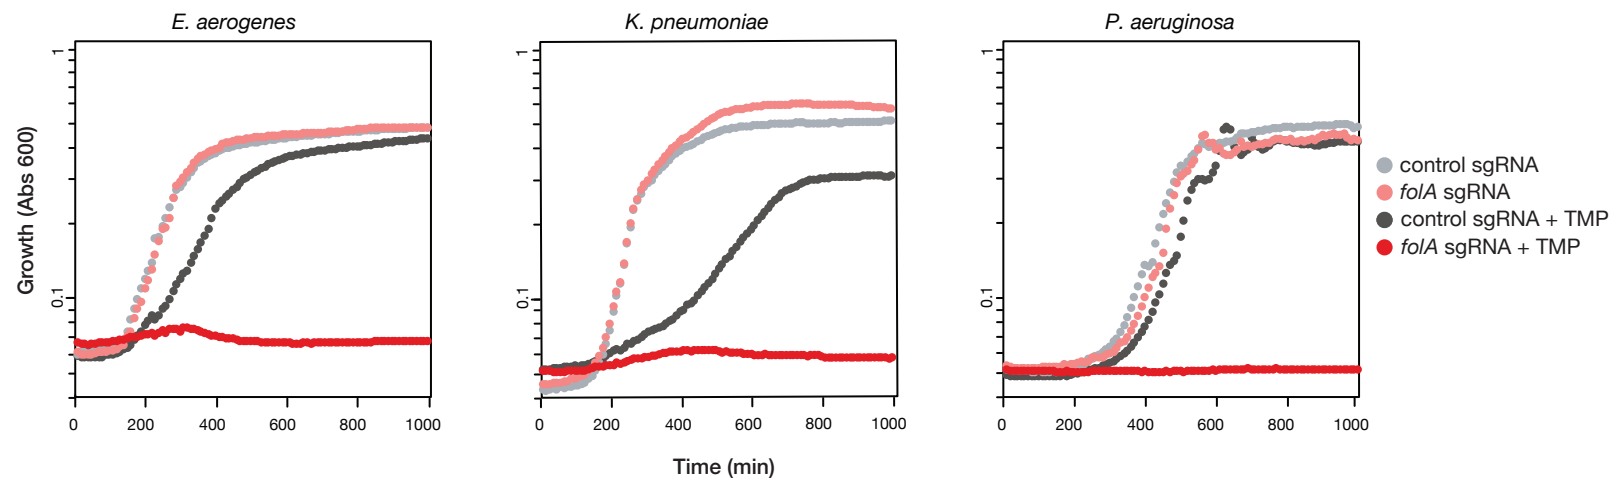 E. aerogenes
K. pneumoniae
P. aeruginosa
Growth (Abs 600)
1
0.1
0 200 400 600 800 1000
1
0.1
0 200 400 600 800 1000
1
0.1
0 200 400 600 800 1000
Time (min)
control sgRNA
folA sgRNA
control sgRNA + TMP
folA sgRNA + TMP